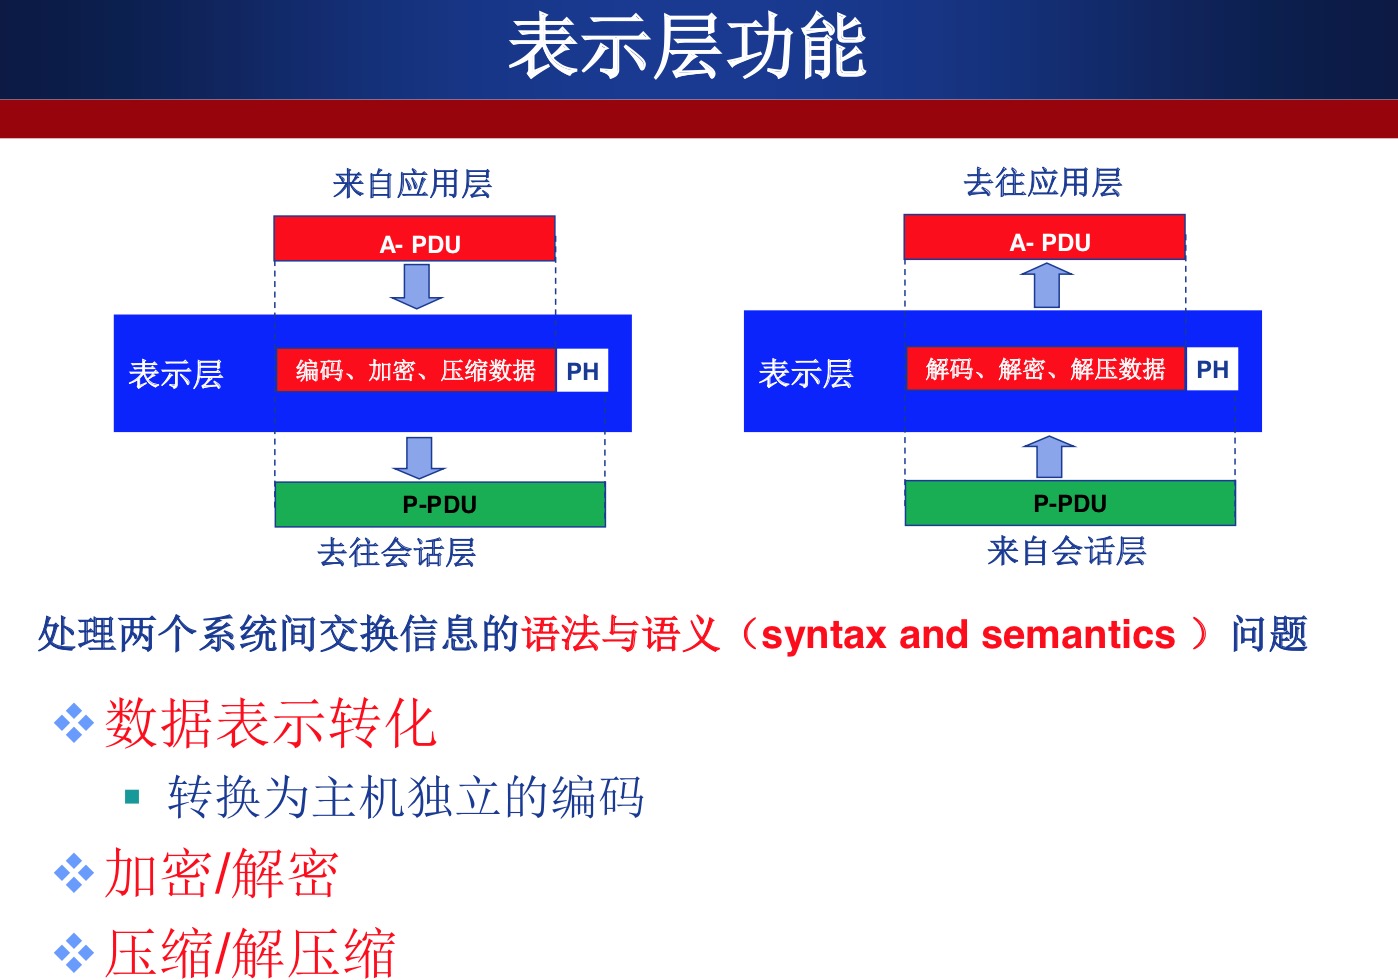 表示层功能
来自应用层
A- PDU
表示层
编码、加密、压缩数据
PH
P-PDU
去往会话层
去往应用层
A- PDU
表示层
解码、解密、解压数据
PH
P-PDU
来自会话层
处理两个系统间交换信息的语法与语义（syntax and semantics ）问题
数据表示转化
转换为主机独立的编码
加密/解密
压缩/解压缩